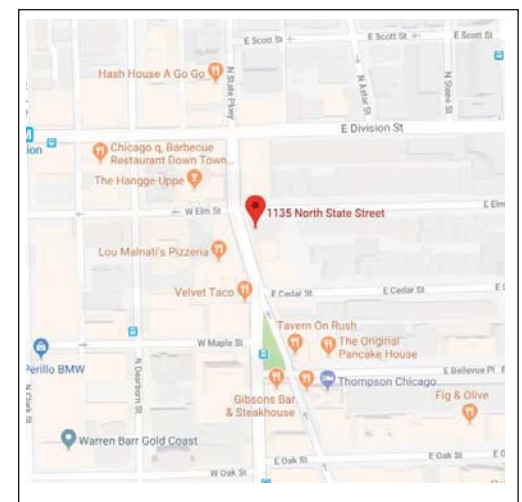 E Scott St
E Scott St
E Scott St
Hash House A Go Go
N State Pkwy
N Astor St
N Stone St
E Division St
ion
Chicago q, Barbecue
Restaurant Down Town...
The Hangge-Uppe
W Elm St
1135 North State Street
E Elm
Lou Malnati's Pizzeria
Velvet Taco
E Cedar St
E Cedar St
E C
Tavern On Rush
W Maple St
The Original
Pancake House
Perillo BMW
N Dearborn St
E Bellevue Pl
Thompson Chicago
N Clark St
Gibsons Bar
& Steakhouse
Fig & Olive
Warren Barr Gold Coast
E Oak St
E O
W Oak St